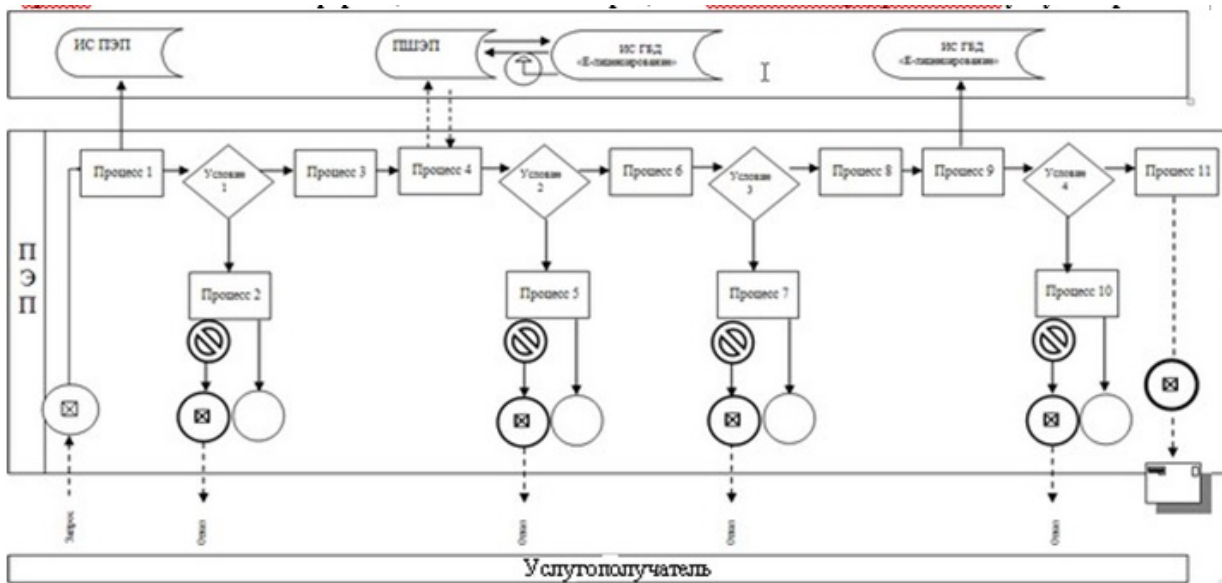 ИС ПЭП
ПШЭП
ИС ГБД
«Е-лицензирование»
ИС ГБД
«Е-лицензирование»
Процесс 1
Условие
1
Процесс 3
Процесс 4
Условие
2
Процесс 6
Условие
3
Процесс 8
Процесс 9
Условие
4
Процесс 11
П
Э
П
Процесс 2
Процесс 5
Процесс 7
Процесс 10
Запрос
Отказ
Отказ
Отказ
Отказ
Услугополучатель